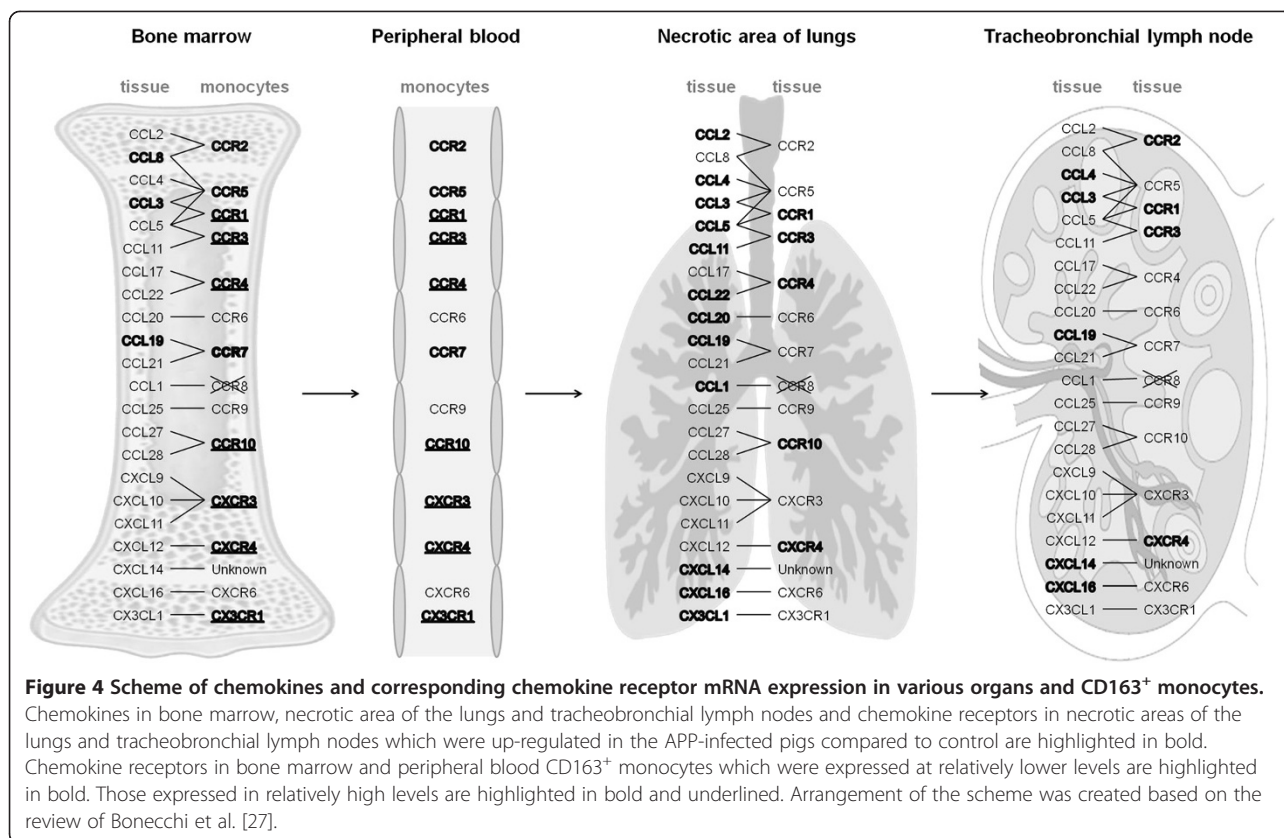 Bone marrow
Peripheral blood
Necrotic area of lungs
Tracheobronchial lymph node
tissue monocytes
monocytes
tissue tissue
tissue tissue
CCL2
CCL8
CCL4
CCL3
CCL5
CCL11
CCL17
CCL22
CCL20
CCL19
CCL21
CCL1
CCL25
CCL27
CCL28
CXCL9
CXCL10
CXCL11
CXCL12
CXCL14
CXCL16
CX3CL1
CCR2
CCR5
CCR1
CCR3
CCR4
CCR6
CCR7
CCR8
CCR9
CCR10
CXCR3
CXCR4
Unknown
CXCR6
CX3CR1
CCR2
CCR5
CCR1
CCR3
CCR4
CCR6
CCR7
CCR9
CCR10
CXCR3
CXCR4
CXCR6
CX3CR1
CCL2
CCL8
CCL4
CCL3
CCL5
CCL11
CCL17
CCL22
CCL20
CCL19
CCL21
CCL1
CCL25
CCL27
CCL28
CXCL9
CXCL10
CXCL11
CXCL12
CXCL14
CXCL16
CX3CL1
CCR2
CCR5
CCR1
CCR3
CCR4
CCR6
CCR7
CCR8
CCR9
CCR10
CXCR3
CXCR4
Unknown
CXCR6
CX3CR1
CCL2
CCL8
CCL4
CCL3
CCL5
CCL11
CCL17
CCL22
CCL20
CCL19
CCL21
CCL1
CCL25
CCL27
CCL28
CXCL9
CXCL10
CXCL11
CXCL12
CXCL14
CXCL16
CX3CL1
CCR2
CCR5
CCR1
CCR3
CCR4
CCR6
CCR7
CCR8
CCR9
CCR10
CXCR3
CXCR4
Unknown
CXCR6
CX3CR1
Figure 4 Scheme of chemokines and corresponding chemokine receptor mRNA expression in various organs and CD163⁺ monocytes.
Chemokines in bone marrow, necrotic area of the lungs and tracheobronchial lymph nodes and chemokine receptors in necrotic areas of the
lungs and tracheobronchial lymph nodes which were up-regulated in the APP-infected pigs compared to control are highlighted in bold.
Chemokine receptors in bone marrow and peripheral blood CD163⁺ monocytes which were expressed at relatively lower levels are highlighted
in bold. Those expressed in relatively high levels are highlighted in bold and underlined. Arrangement of the scheme was created based on the
review of Bonecchi et al. [27].